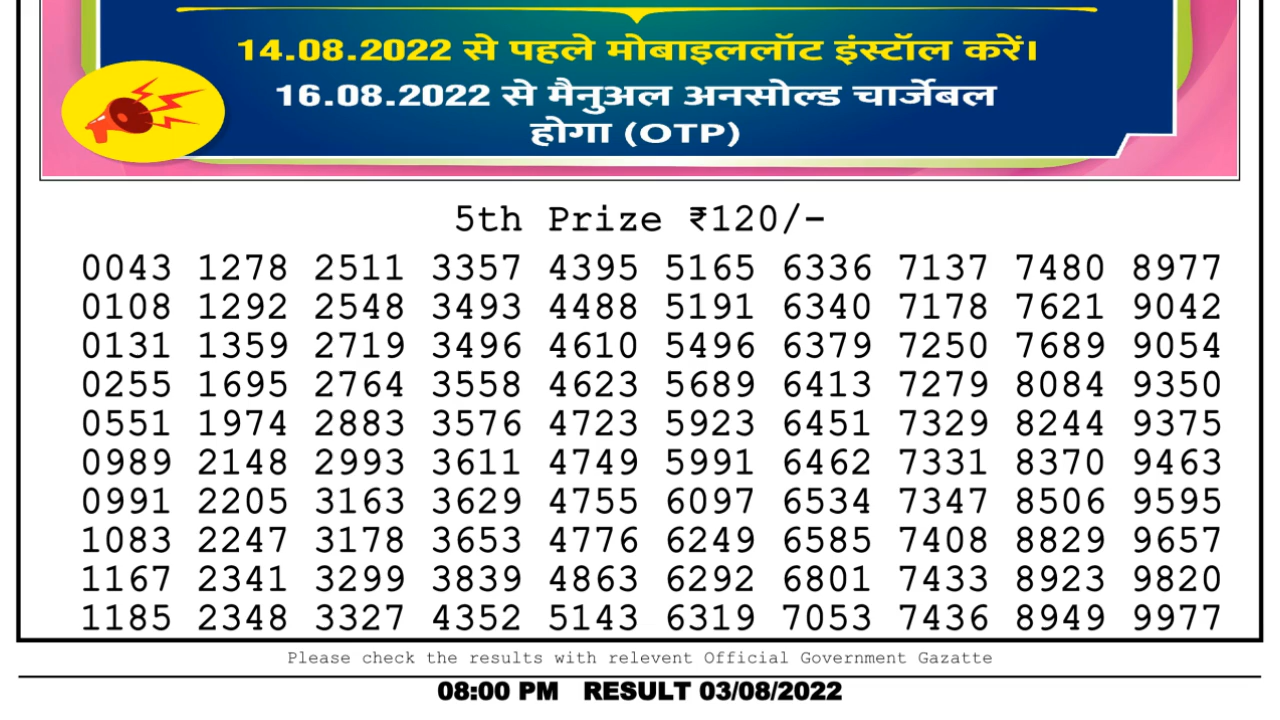 14.08.2022 से पहले मोबाइललॉट इंस्टॉल करें।
16.08.2022 से मैनुअल अनसोल्ड चार्जेबल
होगा (OTP)
5th Prize ₹120/-
0043 1278 2511 3357 4395 5165 6336 7137 7480 8977
0108 1292 2548 3493 4488 5191 6340 7178 7621 9042
0131 1359 2719 3496 4610 5496 6379 7250 7689 9054
0255 1695 2764 3558 4623 5689 6413 7279 8084 9350
0551 1974 2883 3576 4723 5923 6451 7329 8244 9375
0989 2148 2993 3611 4749 5991 6462 7331 8370 9463
0991 2205 3163 3629 4755 6097 6534 7347 8506 9595
1083 2247 3178 3653 4776 6249 6585 7408 8829 9657
1167 2341 3299 3839 4863 6292 6801 7433 8923 9820
1185 2348 3327 4352 5143 6319 7053 7436 8949 9977
Please check the results with relevent Official Government Gazatte
08:00 PM RESULT 03/08/2022